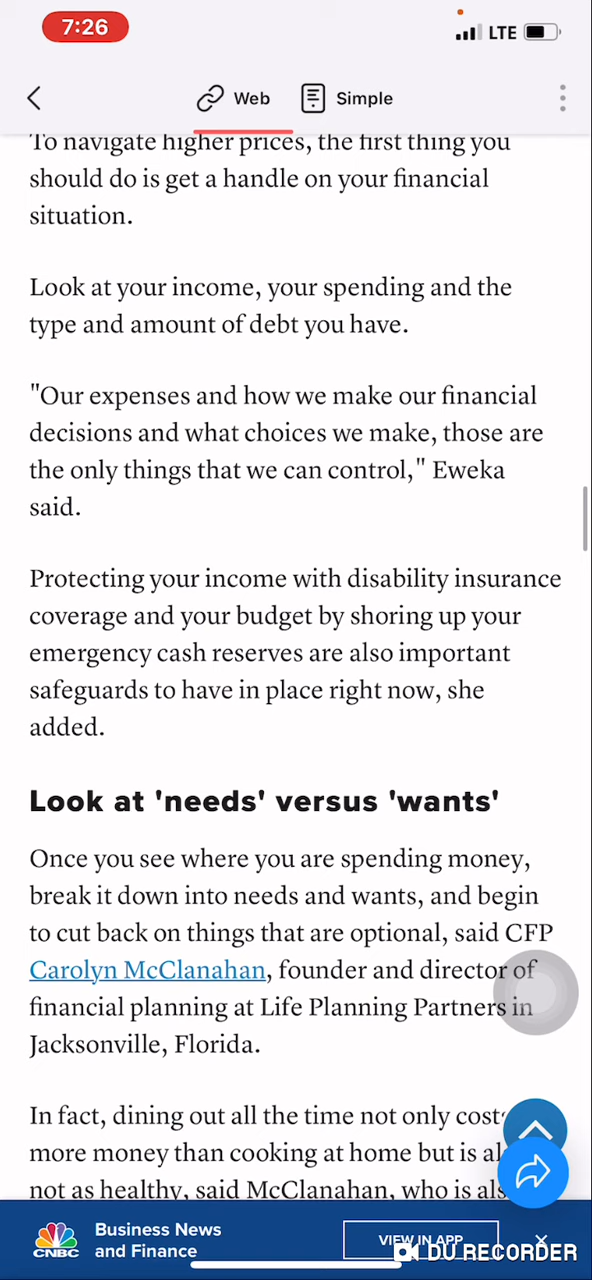 7:26
LTE
Web
Simple
To navigate higher prices, the first thing you
should do is get a handle on your financial
situation.
Look at your income, your spending and the
type and amount of debt you have.
"Our expenses and how we make our financial
decisions and what choices we make, those are
the only things that we can control," Eweka
said.
Protecting your income with disability insurance
coverage and your budget by shoring up your
emergency cash reserves are also important
safeguards to have in place right now, she
added.
Look at 'needs' versus 'wants'
Once you see where you are spending money,
break it down into needs and wants, and begin
to cut back on things that are optional, said CFP
Carolyn McClanahan, founder and director of
financial planning at Life Planning Partners in
Jacksonville, Florida.
In fact, dining out all the time not only costs
more money than cooking at home but is al
not as healthy, said McClanahan, who is als
CNBC
Business News
and Finance
VIEW IN APP
DU RECORDER